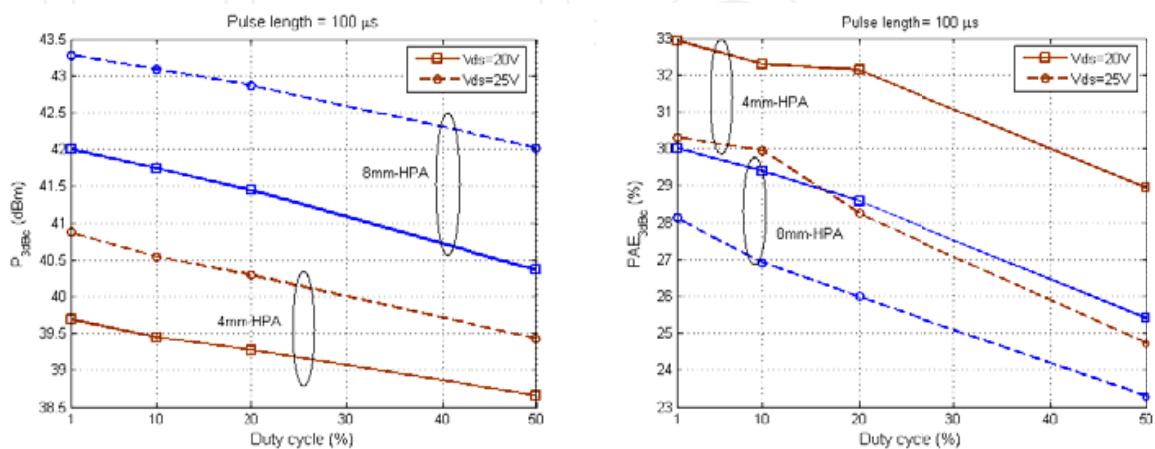 Pulse length = 100 µs
43.5
43
42.5
42
41.5
41
40.5
40
39.5
39
38.5
P3dBc (dBm)
Vds=20V
Vds=25V
8mm-HPA
4mm-HPA
1
10
20
30
40
50
Duty cycle (%)
Pulse length= 100 µs
33
32
31
30
29
28
27
26
25
24
23
PAE3dBc (%)
Vds=20V
Vds=25V
4mm-HPA
8mm-HPA
1
10
20
30
40
50
Duty cycle (%)